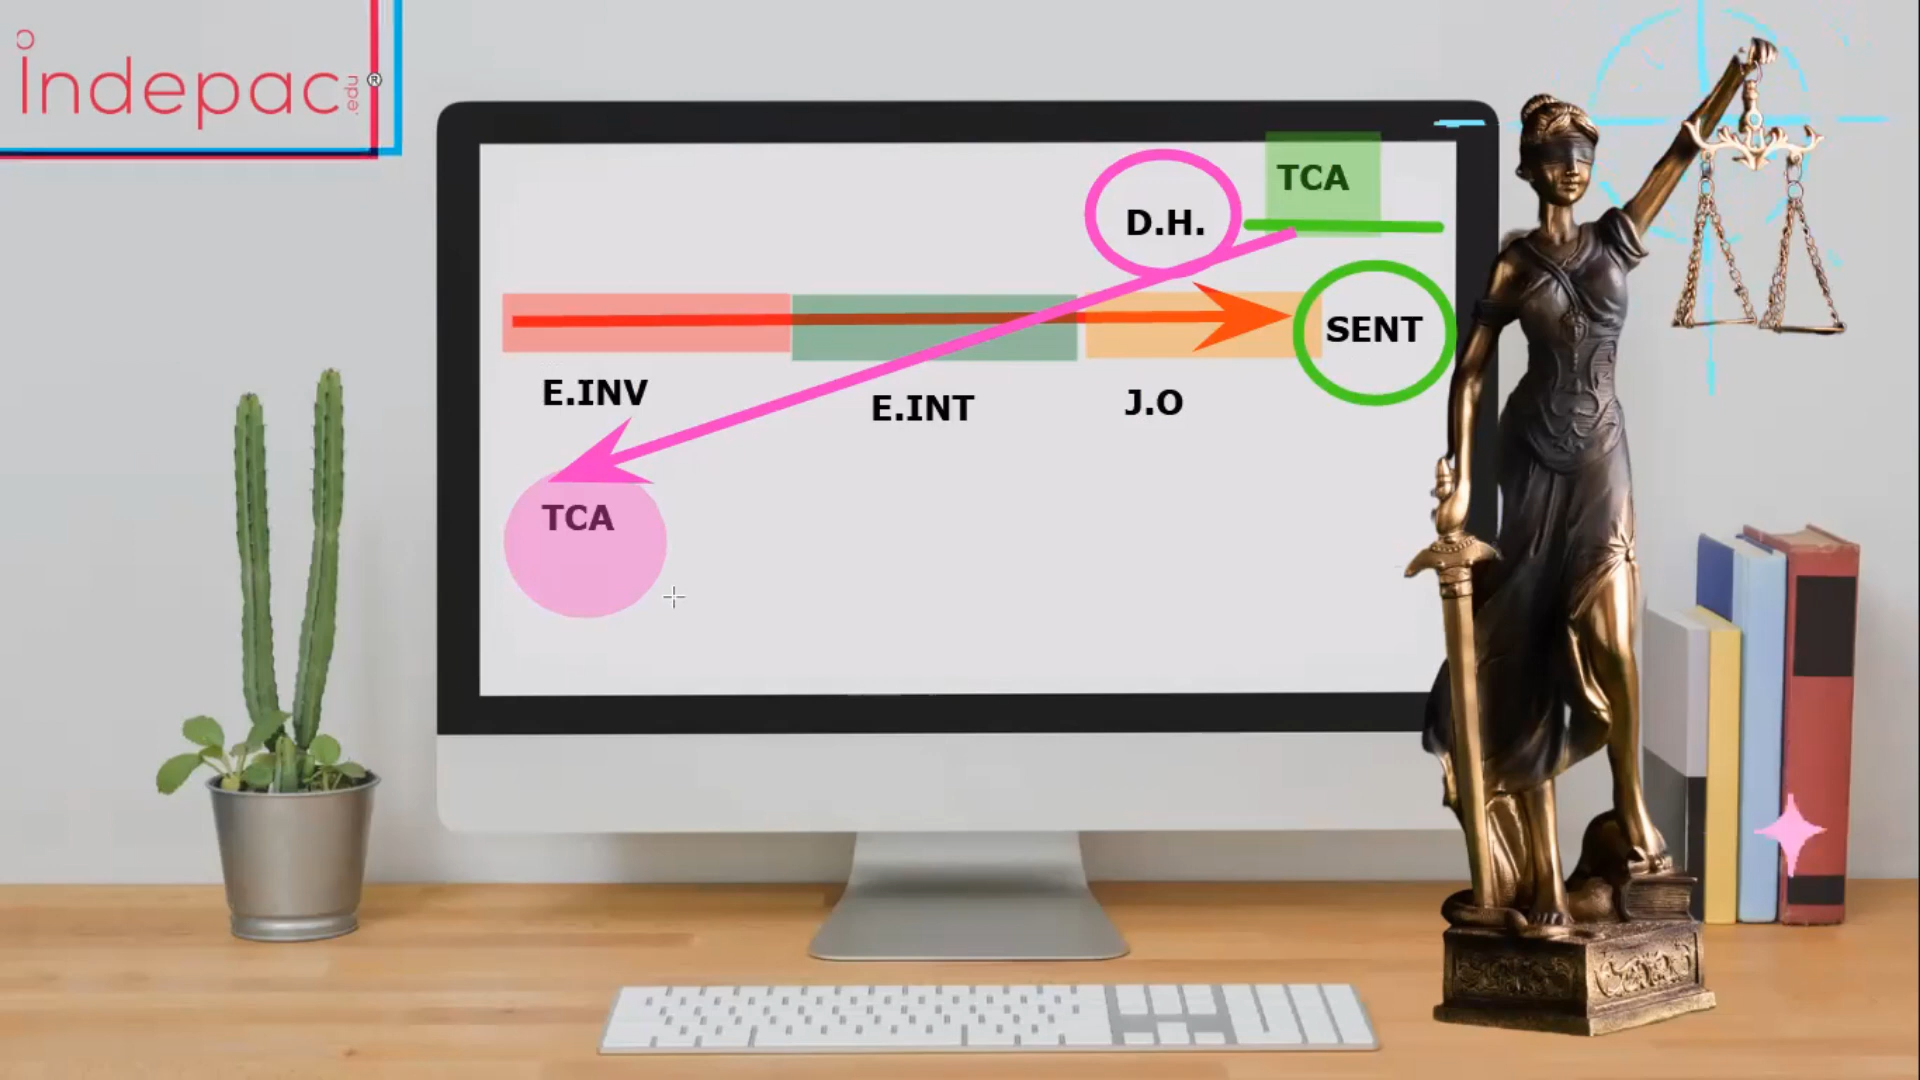 indepac.edu®
TCA
D.H.
SENT
E.INV
E.INT
J.O
TCA